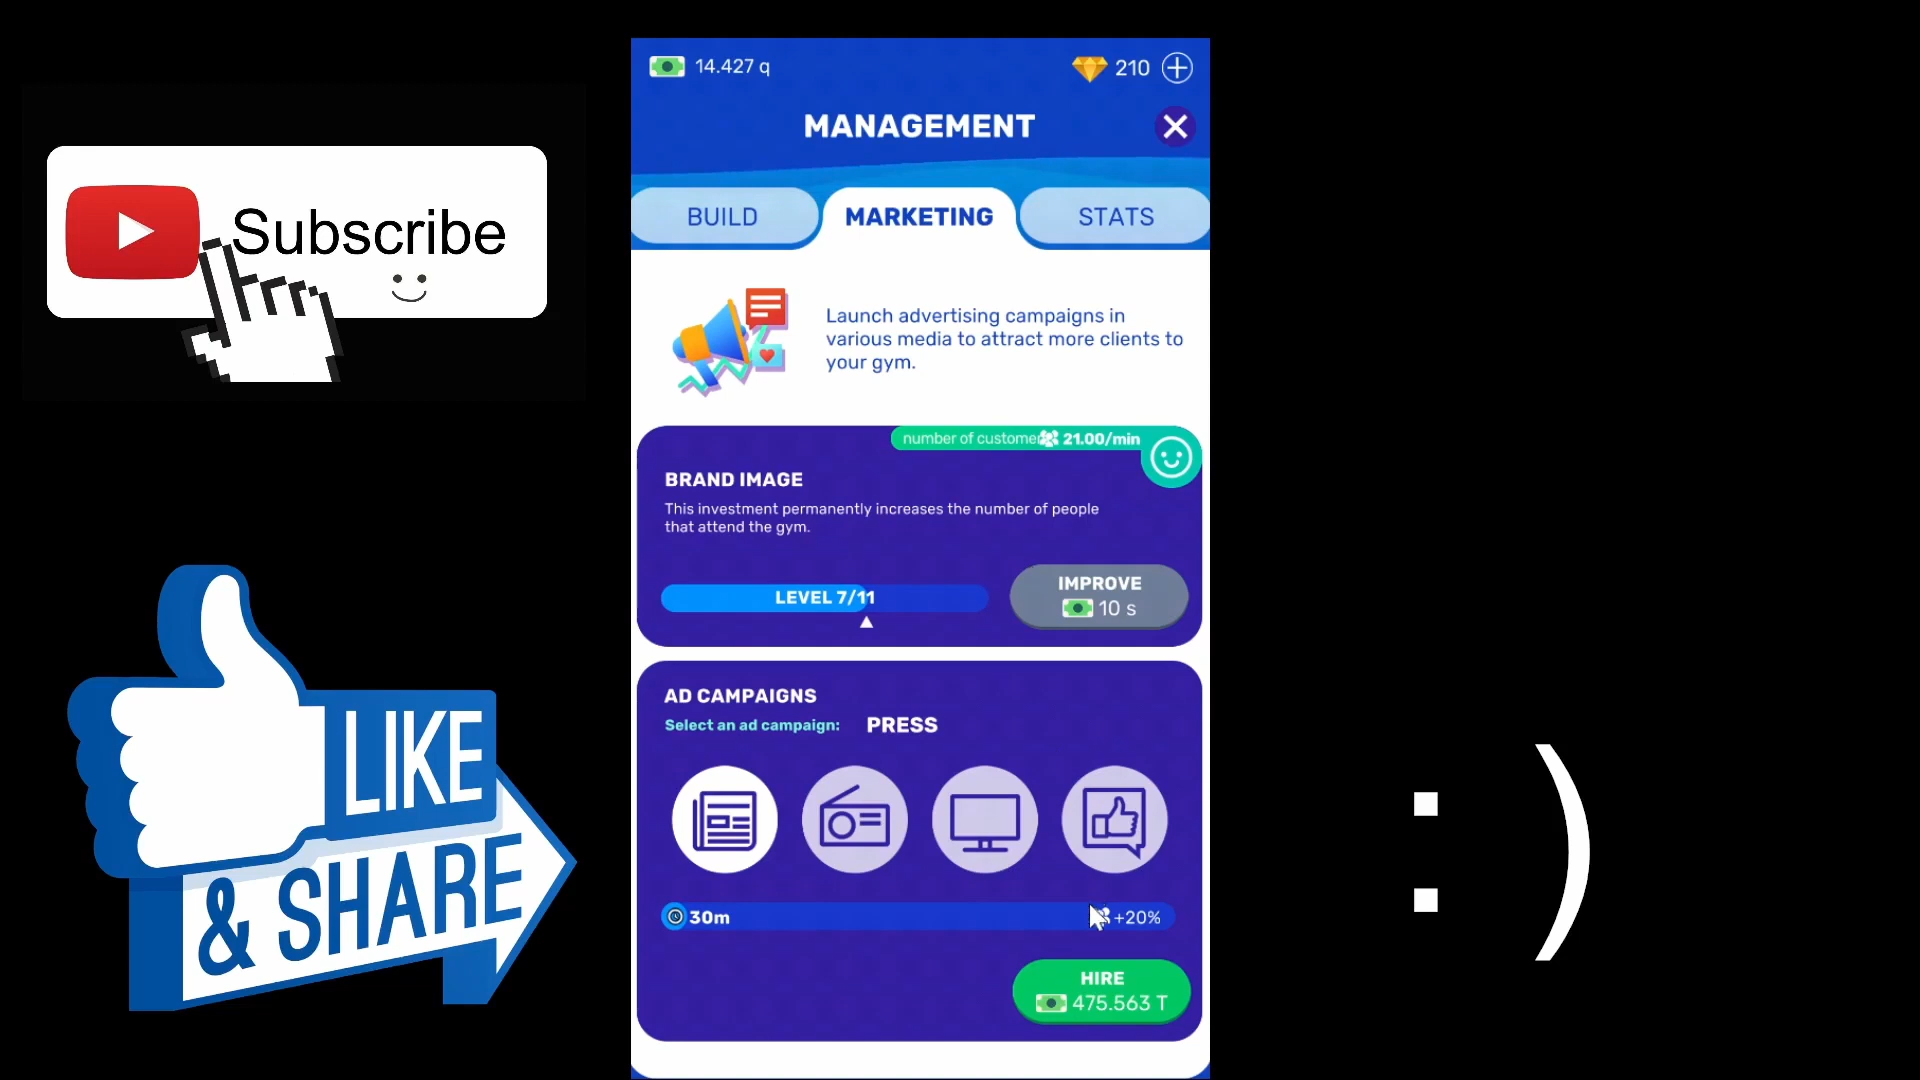 Subscribe
LIKE
& SHARE
14.427 q
210
MANAGEMENT
BUILD
MARKETING
STATS
Launch advertising campaigns in
various media to attract more clients to
your gym.
number of custome 21.00/min
BRAND IMAGE
This investment permanently increases the number of people
that attend the gym.
LEVEL 7/11
IMPROVE
10 s
AD CAMPAIGNS
Select an ad campaign: PRESS
30m
+20%
HIRE
475.563 T
:)